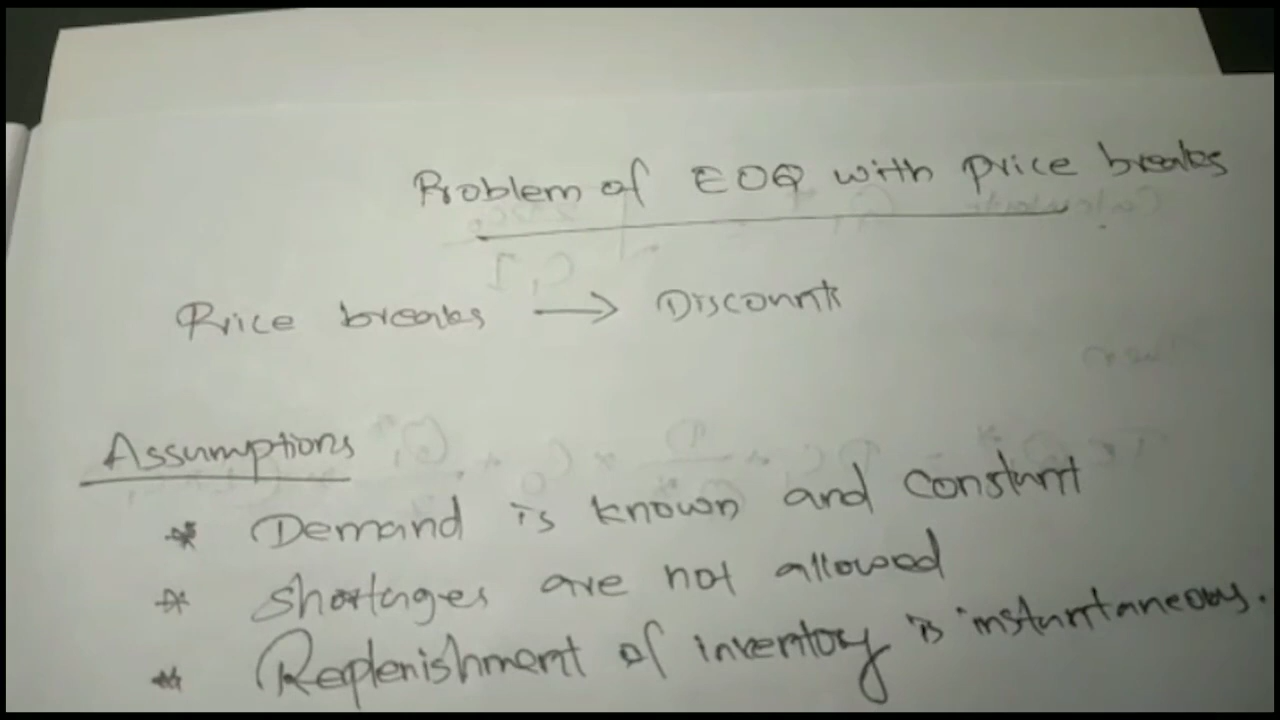 Problem of EOQ with price breaks
Price breaks → Discounts
Assumptions
* Demand is known and constant
* Shortages are not allowed
* Replenishment of inventory is instantaneous.